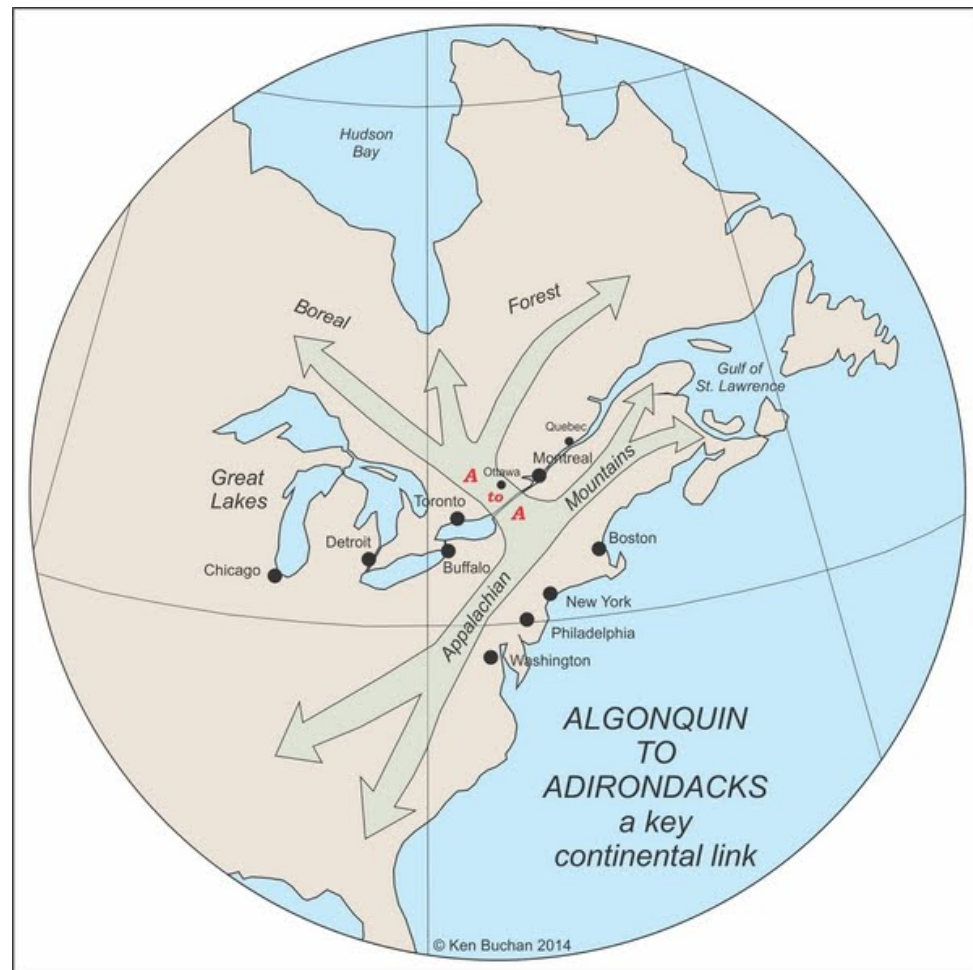 Hudson
Bay
Boreal
Forest
Gulf of
St. Lawrence
Quebec
Montreal
Mountains
Ottawa
A
to
A
Great
Lakes
Toronto
Detroit
Buffalo
Chicago
Boston
Appalachian
New York
Philadelphia
Washington
ALGONQUIN
TO
ADIRONDACKS
a key
continental link
© Ken Buchan 2014